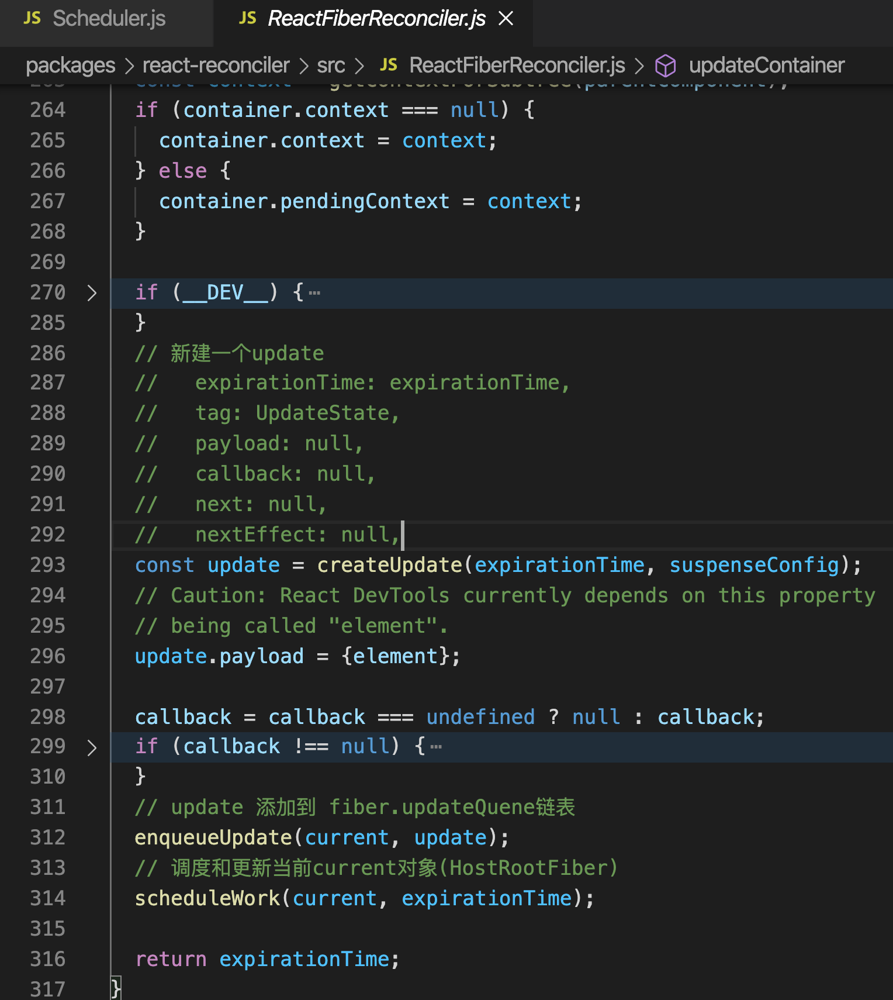 JS Scheduler.js JS ReactFiberReconciler.js
packages > react-reconciler > src > JS ReactFiberReconciler.js > updateContainer
264 if (container.context === null) {
265 container.context = context;
266 } else {
267 container.pendingContext = context;
268 }
269
270 if (__DEV__) {…
285 }
286 // 新建一个update
287 // expirationTime: expirationTime,
288 // tag: UpdateState,
289 // payload: null,
290 // callback: null,
291 // next: null,
292 // nextEffect: null,
293 const update = createUpdate(expirationTime, suspenseConfig);
294 // Caution: React DevTools currently depends on this property
295 // being called "element".
296 update.payload = {element};
297
298 callback = callback === undefined ? null : callback;
299 if (callback !== null) {…
310 }
311 // update 添加到 fiber.updateQuene链表
312 enqueueUpdate(current, update);
313 // 调度和更新当前current对象(HostRootFiber)
314 scheduleWork(current, expirationTime);
315
316 return expirationTime;
317 }